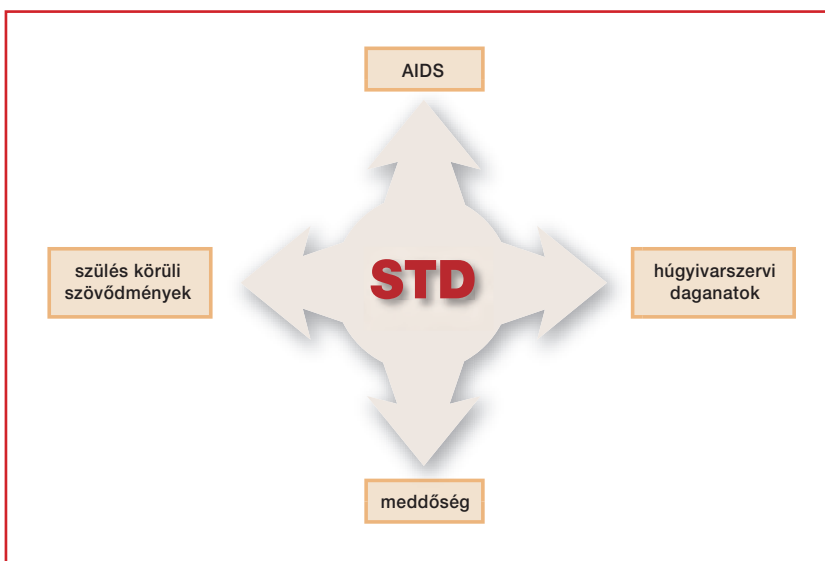 AIDS
szülés körüli
szövődmények
STD
húgyivarszervi
daganatok
meddőség